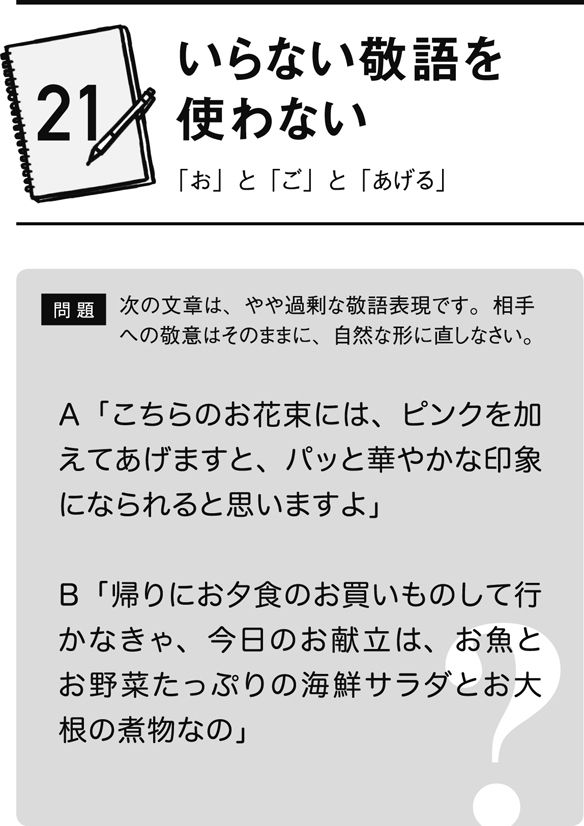 21
いらない敬語を
使わない
「お」と「ご」と「あげる」
問題
次の文章は、やや過剰な敬語表現です。相手
への敬意はそのままに、自然な形に直しなさい。
A「こちらのお花束には、ピンクを加
えてあげますと、パッと華やかな印象
になられると思いますよ」
B「帰りにお夕食のお買いものして行
かなきゃ、今日のお献立は、お魚と
お野菜たっぷりの海鮮サラダとお大
根の煮物なの」
?